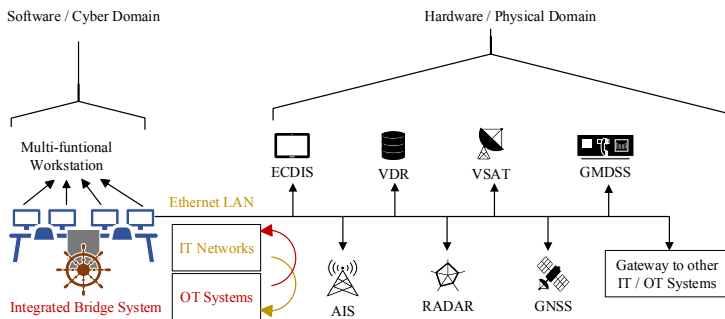 Software / Cyber Domain
Hardware / Physical Domain
Multi-funtional
Workstation
ECDIS
VDR
VSAT
GMDSS
Ethernet LAN
IT Networks
OT Systems
Integrated Bridge System
AIS
RADAR
GNSS
Gateway to other
IT / OT Systems